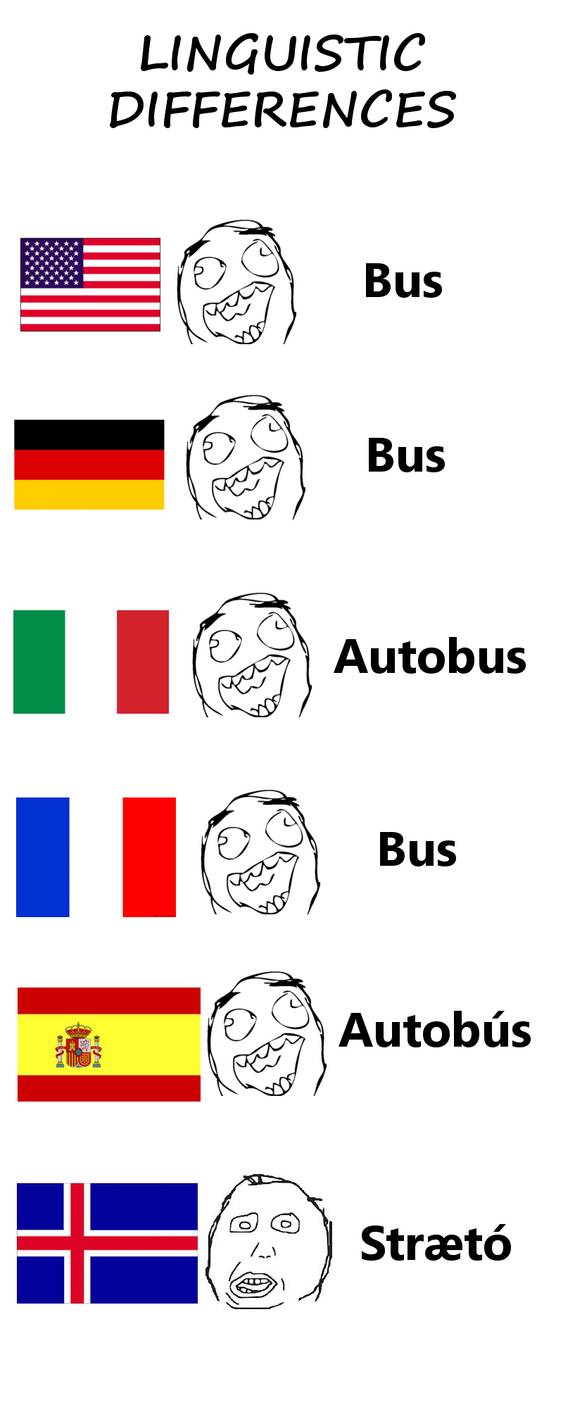 LINGUISTIC
DIFFERENCES
Bus
Bus
Autobus
Bus
Autobús
Strætó